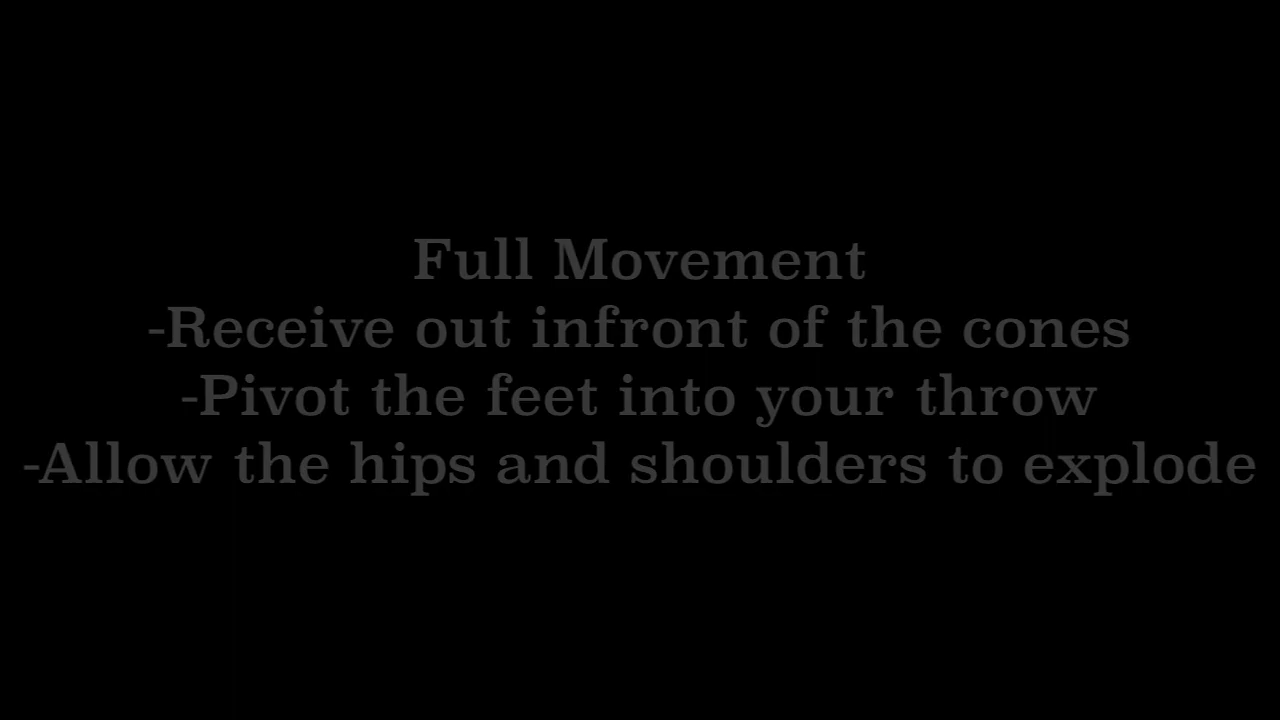 Full Movement
-Receive out infront of the cones
-Pivot the feet into your throw
-Allow the hips and shoulders to explode